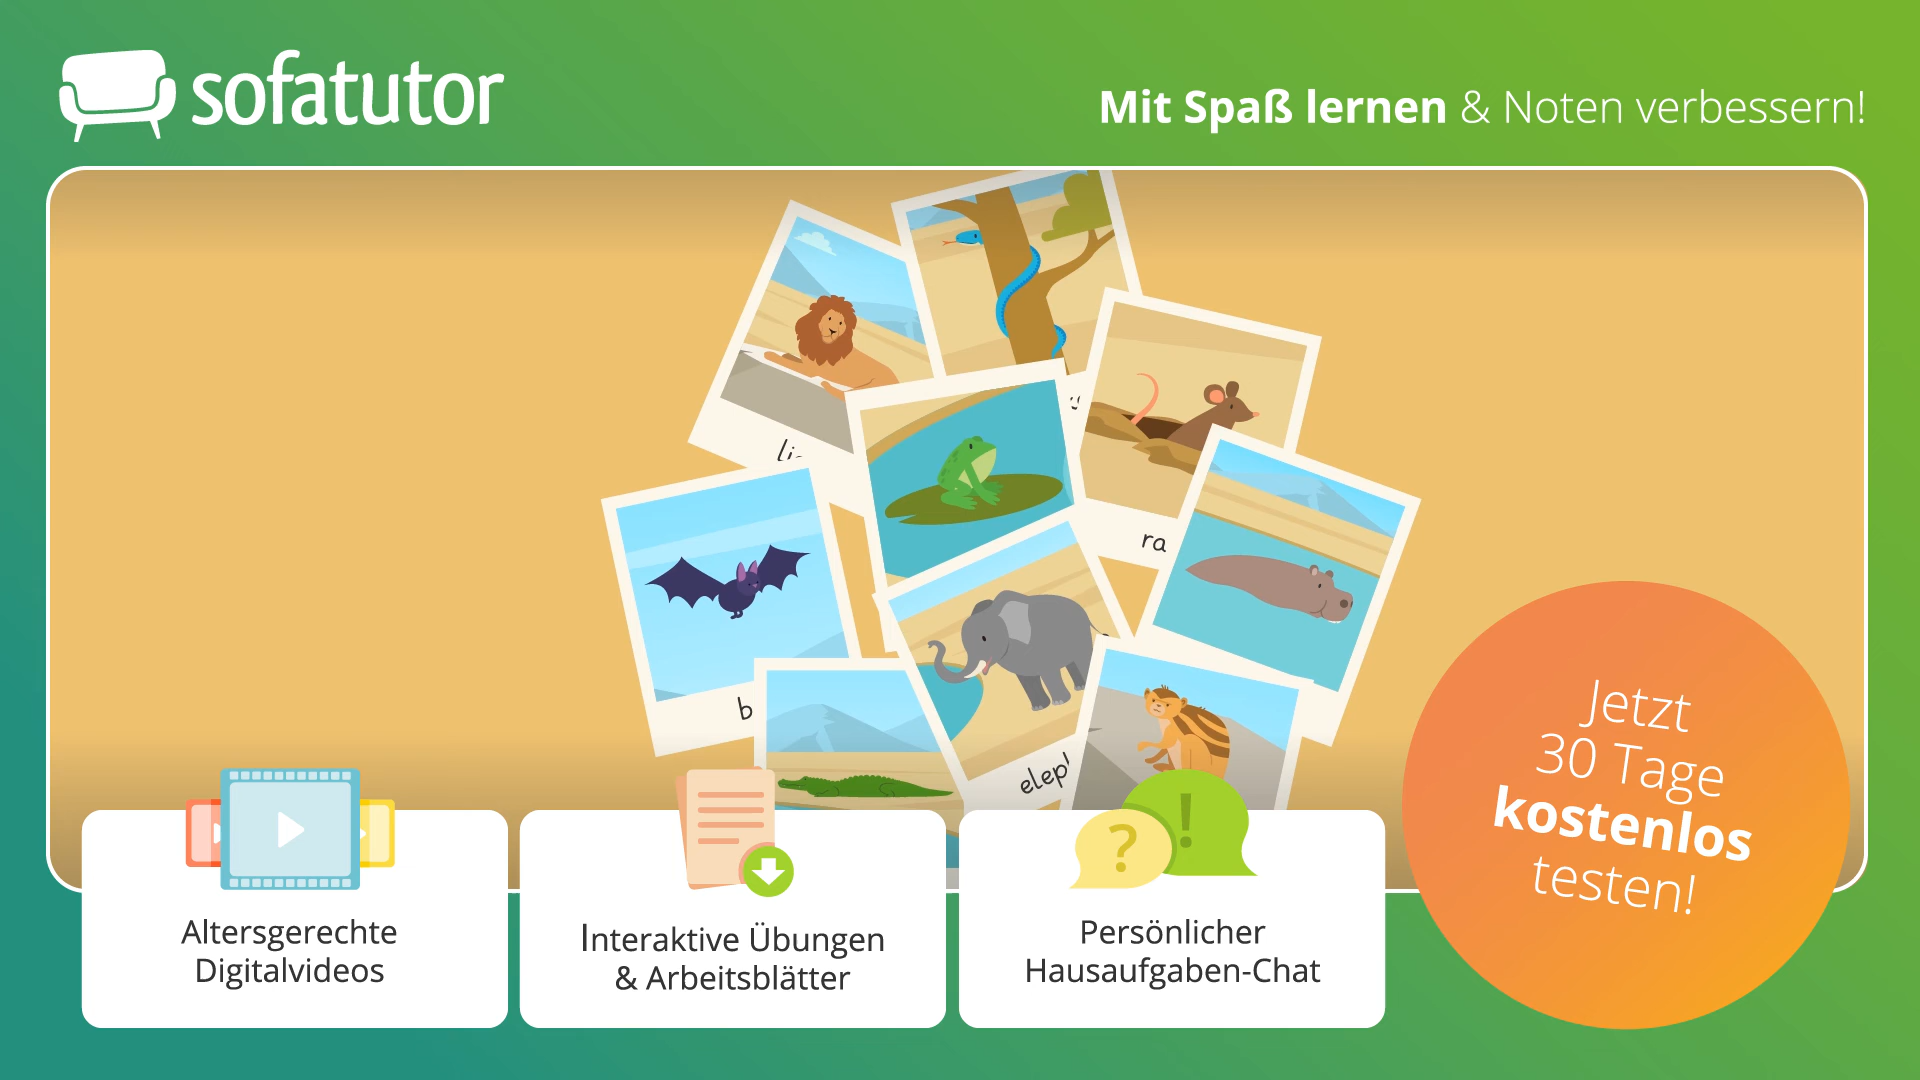 sofatutor
Mit Spaß lernen & Noten verbessern!
ra
b
Jetzt
30 Tage
kostenlos
testen!
Altersgerechte
Digitalvideos
Interaktive Übungen
& Arbeitsblätter
Persönlicher
Hausaufgaben-Chat
?
!